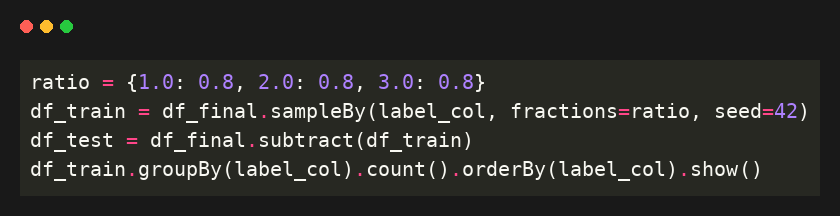 ratio = {1.0: 0.8, 2.0: 0.8, 3.0: 0.8}
df_train = df_final.sampleBy(label_col, fractions=ratio, seed=42)
df_test = df_final.subtract(df_train)
df_train.groupBy(label_col).count().orderBy(label_col).show()